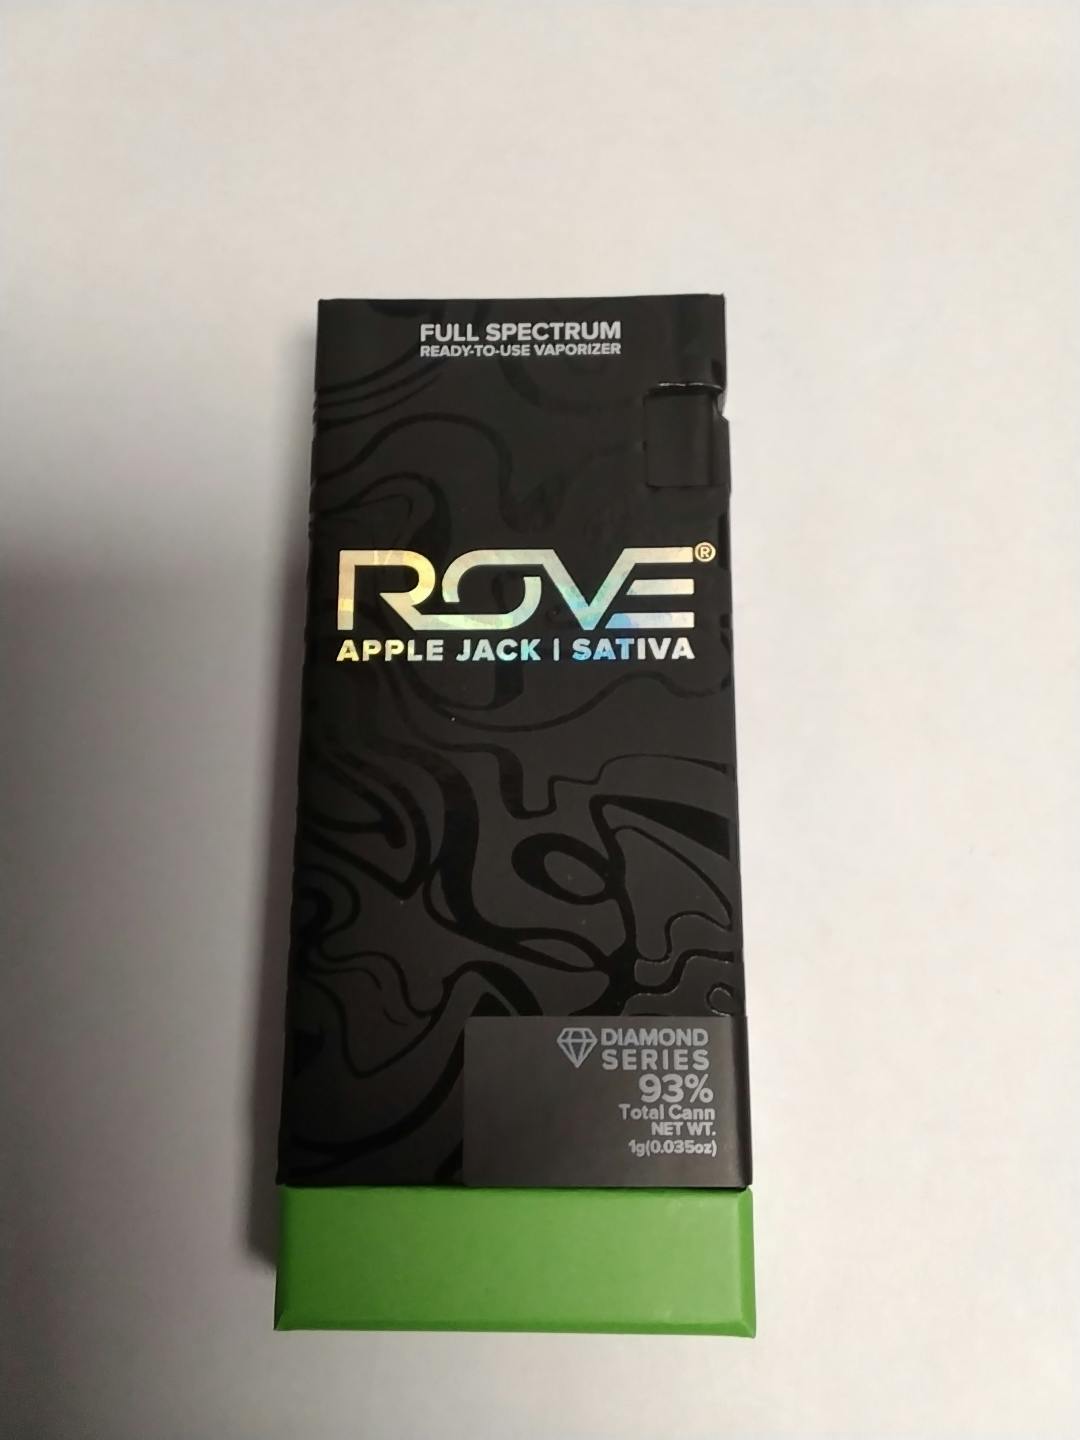 FULL SPECTRUM
READY-TO-USE VAPORIZER
ROVE®
APPLE JACK | SATIVA
DIAMOND
SERIES
93%
Total Cann
NET WT.
1g(0.035oz)